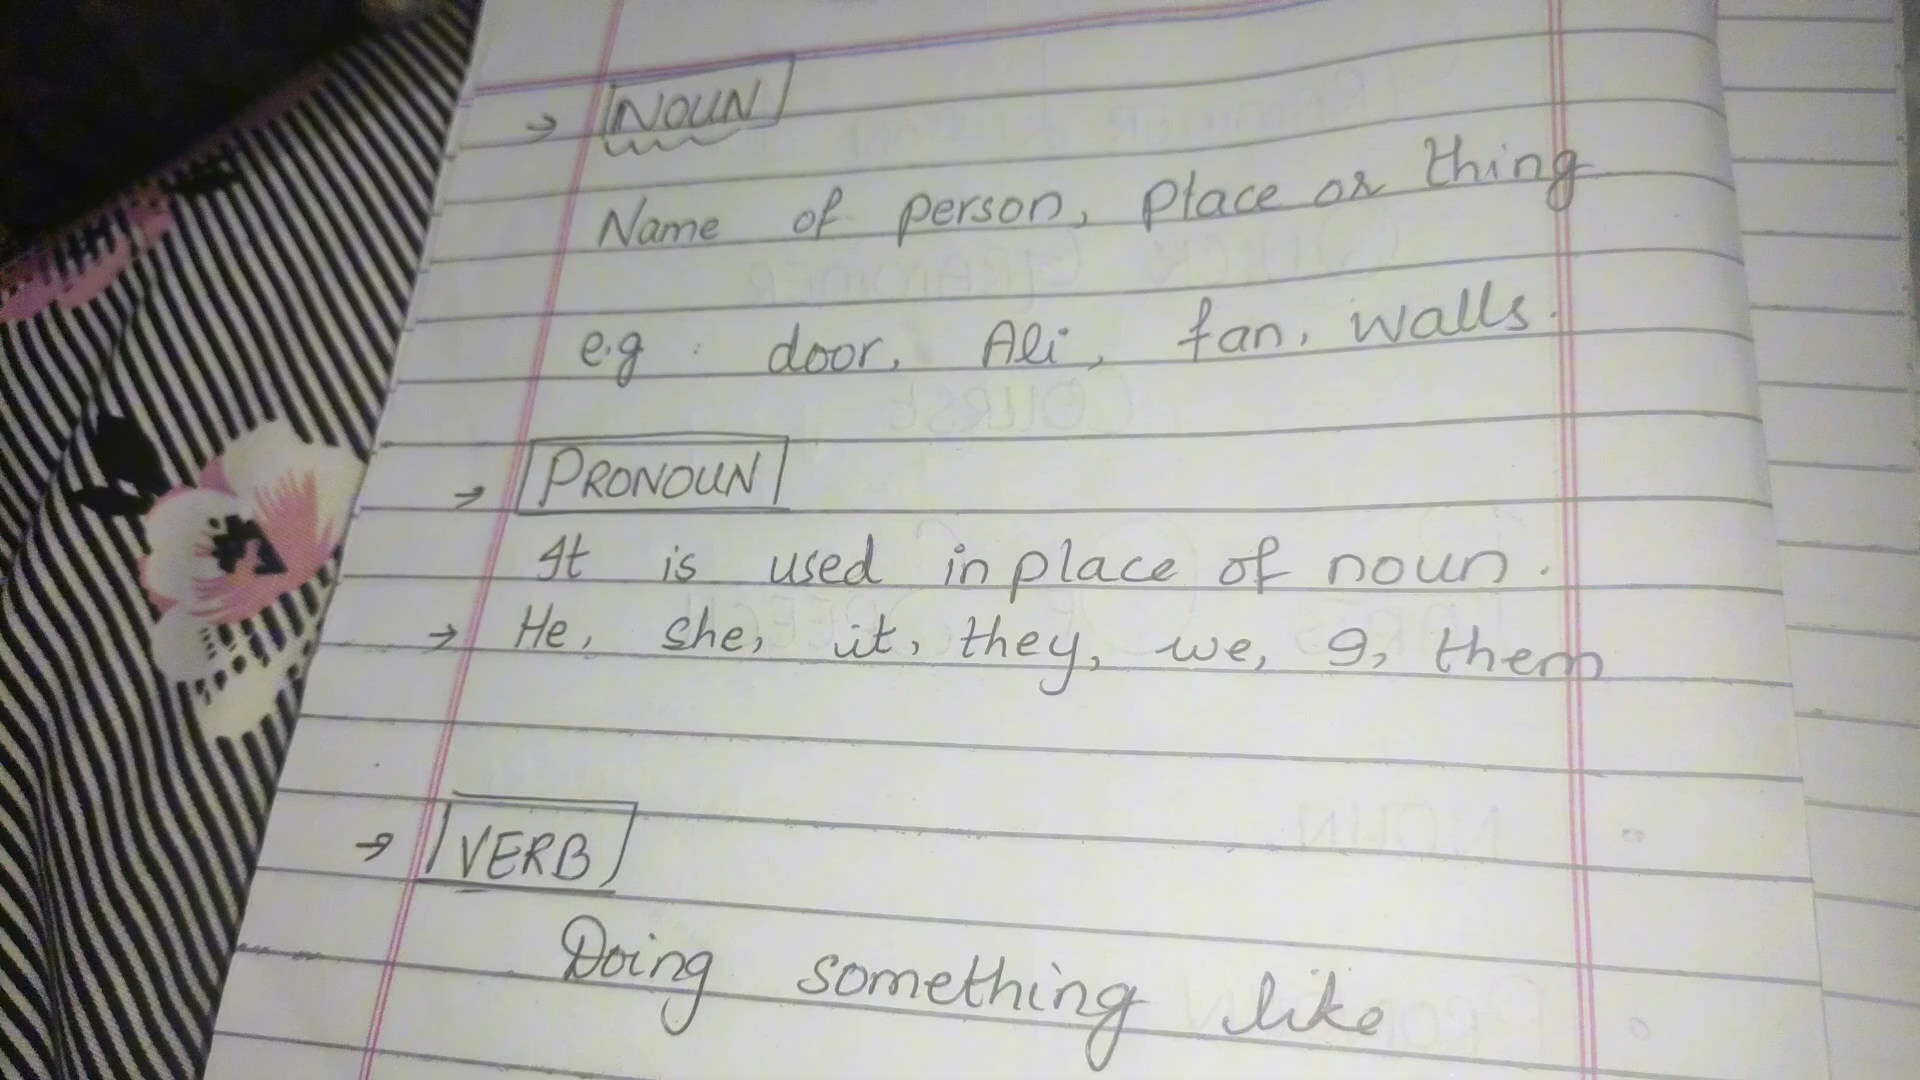 → NOUN
Name of person, place or thing
e.g : door, Ali, fan, walls.
→ PRONOUN
It is used in place of noun.
→ He, she, it, they, we, I, them
→ VERB
Doing something like